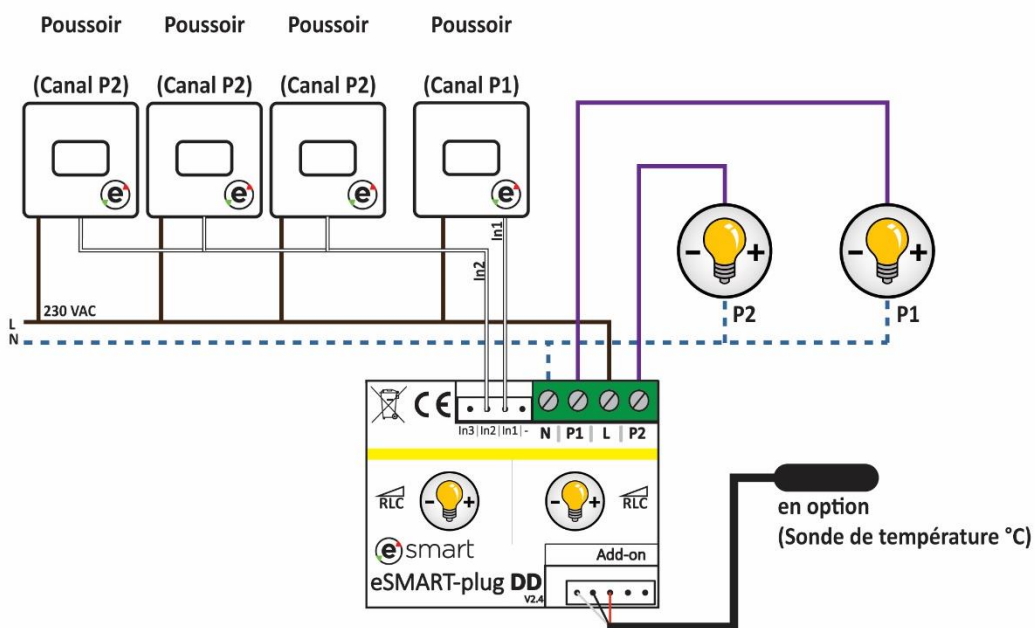 Poussoir Poussoir Poussoir Poussoir
(Canal P2) (Canal P2) (Canal P2) (Canal P1)
e e e e
In1
In2
230 VAC
L
N
- + - +
P2 P1
CE
In3 | In2 | In1 | - N | P1 | L | P2
RLC - + - + RLC
e smart
eSMART-plug DD
V2.4
Add-on
en option
(Sonde de température °C)